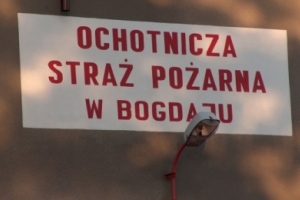 OCHOTNICZA
STRAŻ POŻARNA
W BOGDAJU